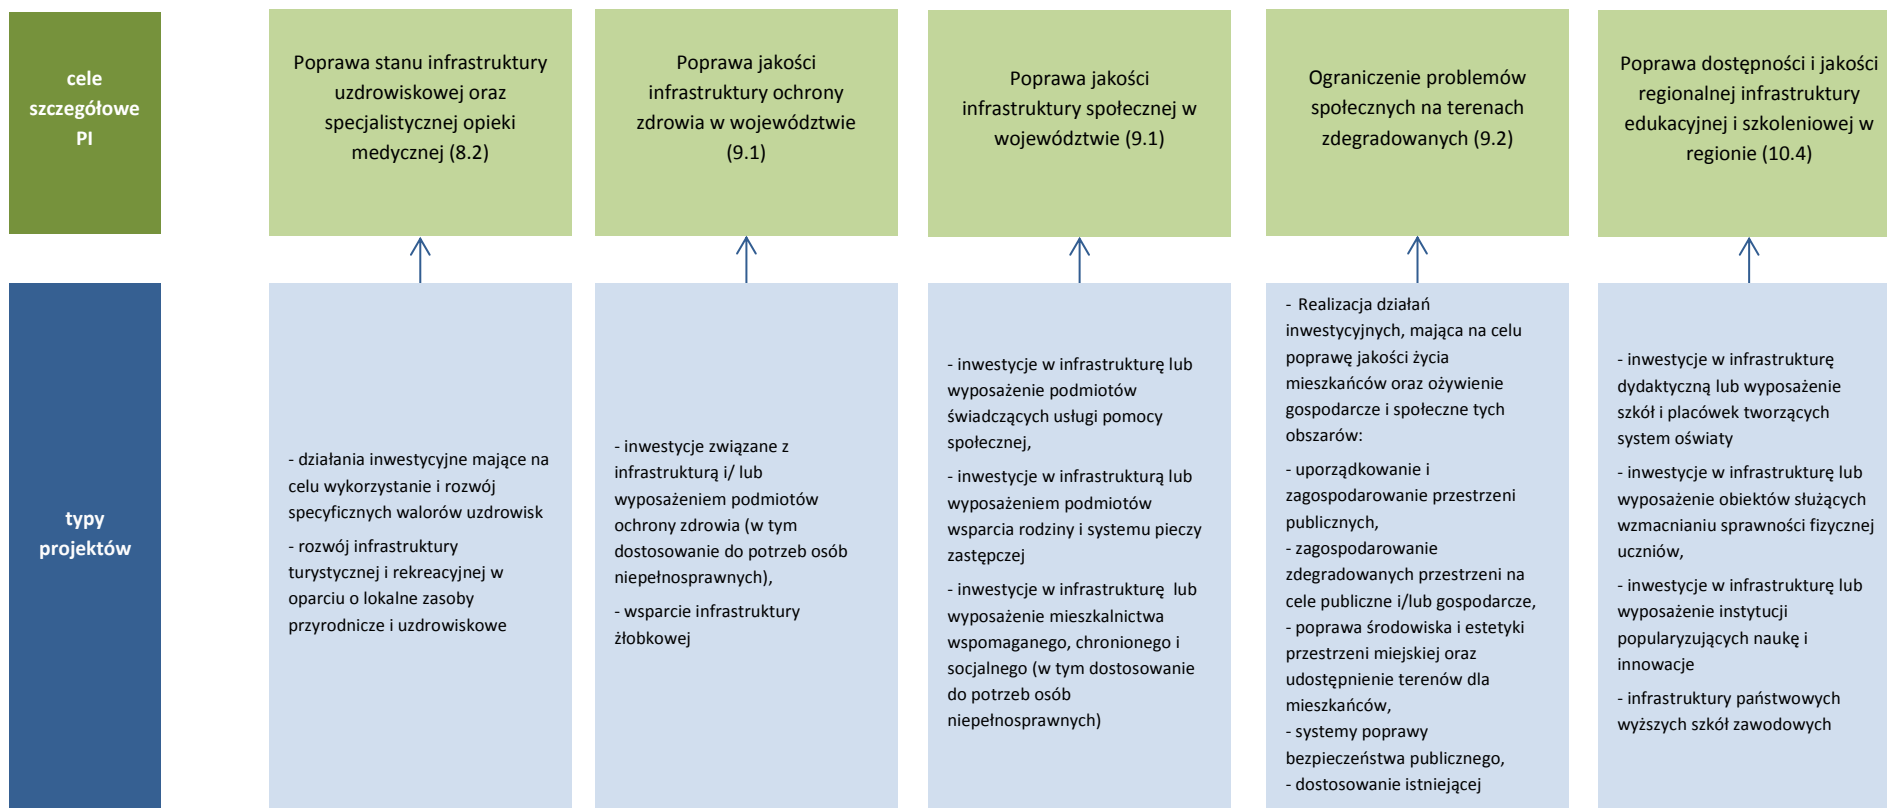 cele
szczegółowe
PI
Poprawa stanu infrastruktury
uzdrowiskowej oraz
specjalistycznej opieki
medycznej (8.2)
Poprawa jakości
infrastruktury ochrony
zdrowia w województwie
(9.1)
Poprawa jakości
infrastruktury społecznej w
województwie (9.1)
Ograniczenie problemów
społecznych na terenach
zdegradowanych (9.2)
Poprawa dostępności i jakości
regionalnej infrastruktury
edukacyjnej i szkoleniowej w
regionie (10.4)
typy
projektów
- działania inwestycyjne mające na
celu wykorzystanie i rozwój
specyficznych walorów uzdrowisk
- rozwój infrastruktury
turystycznej i rekreacyjnej w
oparciu o lokalne zasoby
przyrodnicze i uzdrowiskowe
- inwestycje związane z
infrastrukturą i/ lub
wyposażeniem podmiotów
ochrony zdrowia (w tym
dostosowanie do potrzeb osób
niepełnosprawnych),
- wsparcie infrastruktury
żłobkowej
- inwestycje w infrastrukturę lub
wyposażenie podmiotów
świadczących usługi pomocy
społecznej,
- inwestycje w infrastrukturą lub
wyposażeniem podmiotów
wsparcia rodziny i systemu pieczy
zastępczej
- inwestycje w infrastrukturę  lub
wyposażenie mieszkalnictwa
wspomaganego, chronionego i
socjalnego (w tym dostosowanie
do potrzeb osób
niepełnosprawnych)
- Realizacja działań
inwestycyjnych, mająca na celu
poprawę jakości życia
mieszkańców oraz ożywienie
gospodarcze i społeczne tych
obszarów:
- uporządkowanie i
zagospodarowanie przestrzeni
publicznych,
- zagospodarowanie
zdegradowanych przestrzeni na
cele publiczne i/lub gospodarcze,
- poprawa środowiska i estetyki
przestrzeni miejskiej oraz
udostępnienie terenów dla
mieszkańców,
- systemy poprawy
bezpieczeństwa publicznego,
- dostosowanie istniejącej
- inwestycje w infrastrukturę
dydaktyczną lub wyposażenie
szkół i placówek tworzących
system oświaty
- inwestycje w infrastrukturę lub
wyposażenie obiektów służących
wzmacnianiu sprawności fizycznej
uczniów,
- inwestycje w infrastrukturę lub
wyposażenie instytucji
popularyzujących naukę i
innowacje
- infrastruktury państwowych
wyższych szkół zawodowych